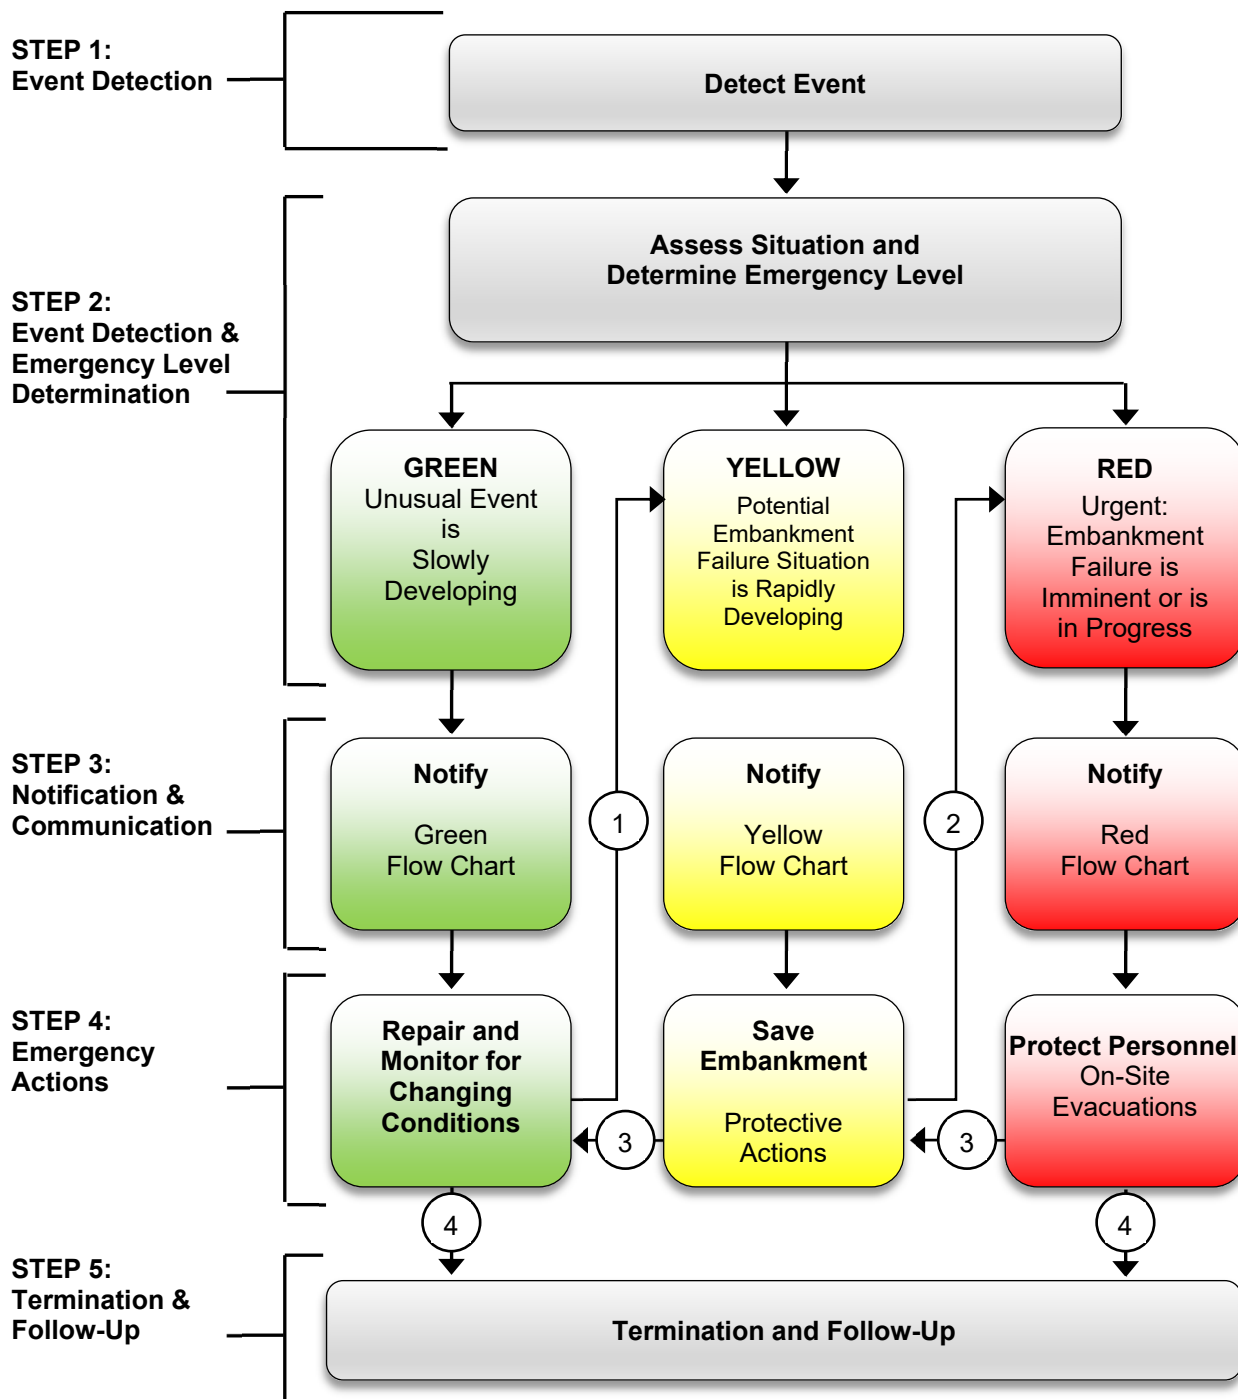 STEP 1:
Event Detection
Detect Event
STEP 2:
Event Detection &
Emergency Level
Determination
Assess Situation and
Determine Emergency Level
GREEN
Unusual Event
is
Slowly
Developing
YELLOW
Potential
Embankment
Failure Situation
is Rapidly
Developing
RED
Urgent:
Embankment
Failure is
Imminent or is
in Progress
STEP 3:
Notification &
Communication
Notify
Green
Flow Chart
1
Notify
Yellow
Flow Chart
2
Notify
Red
Flow Chart
STEP 4:
Emergency
Actions
Repair and
Monitor for
Changing
Conditions
3
Save
Embankment
Protective
Actions
3
Protect Personnel
On-Site
Evacuations
4
4
STEP 5:
Termination &
Follow-Up
Termination and Follow-Up